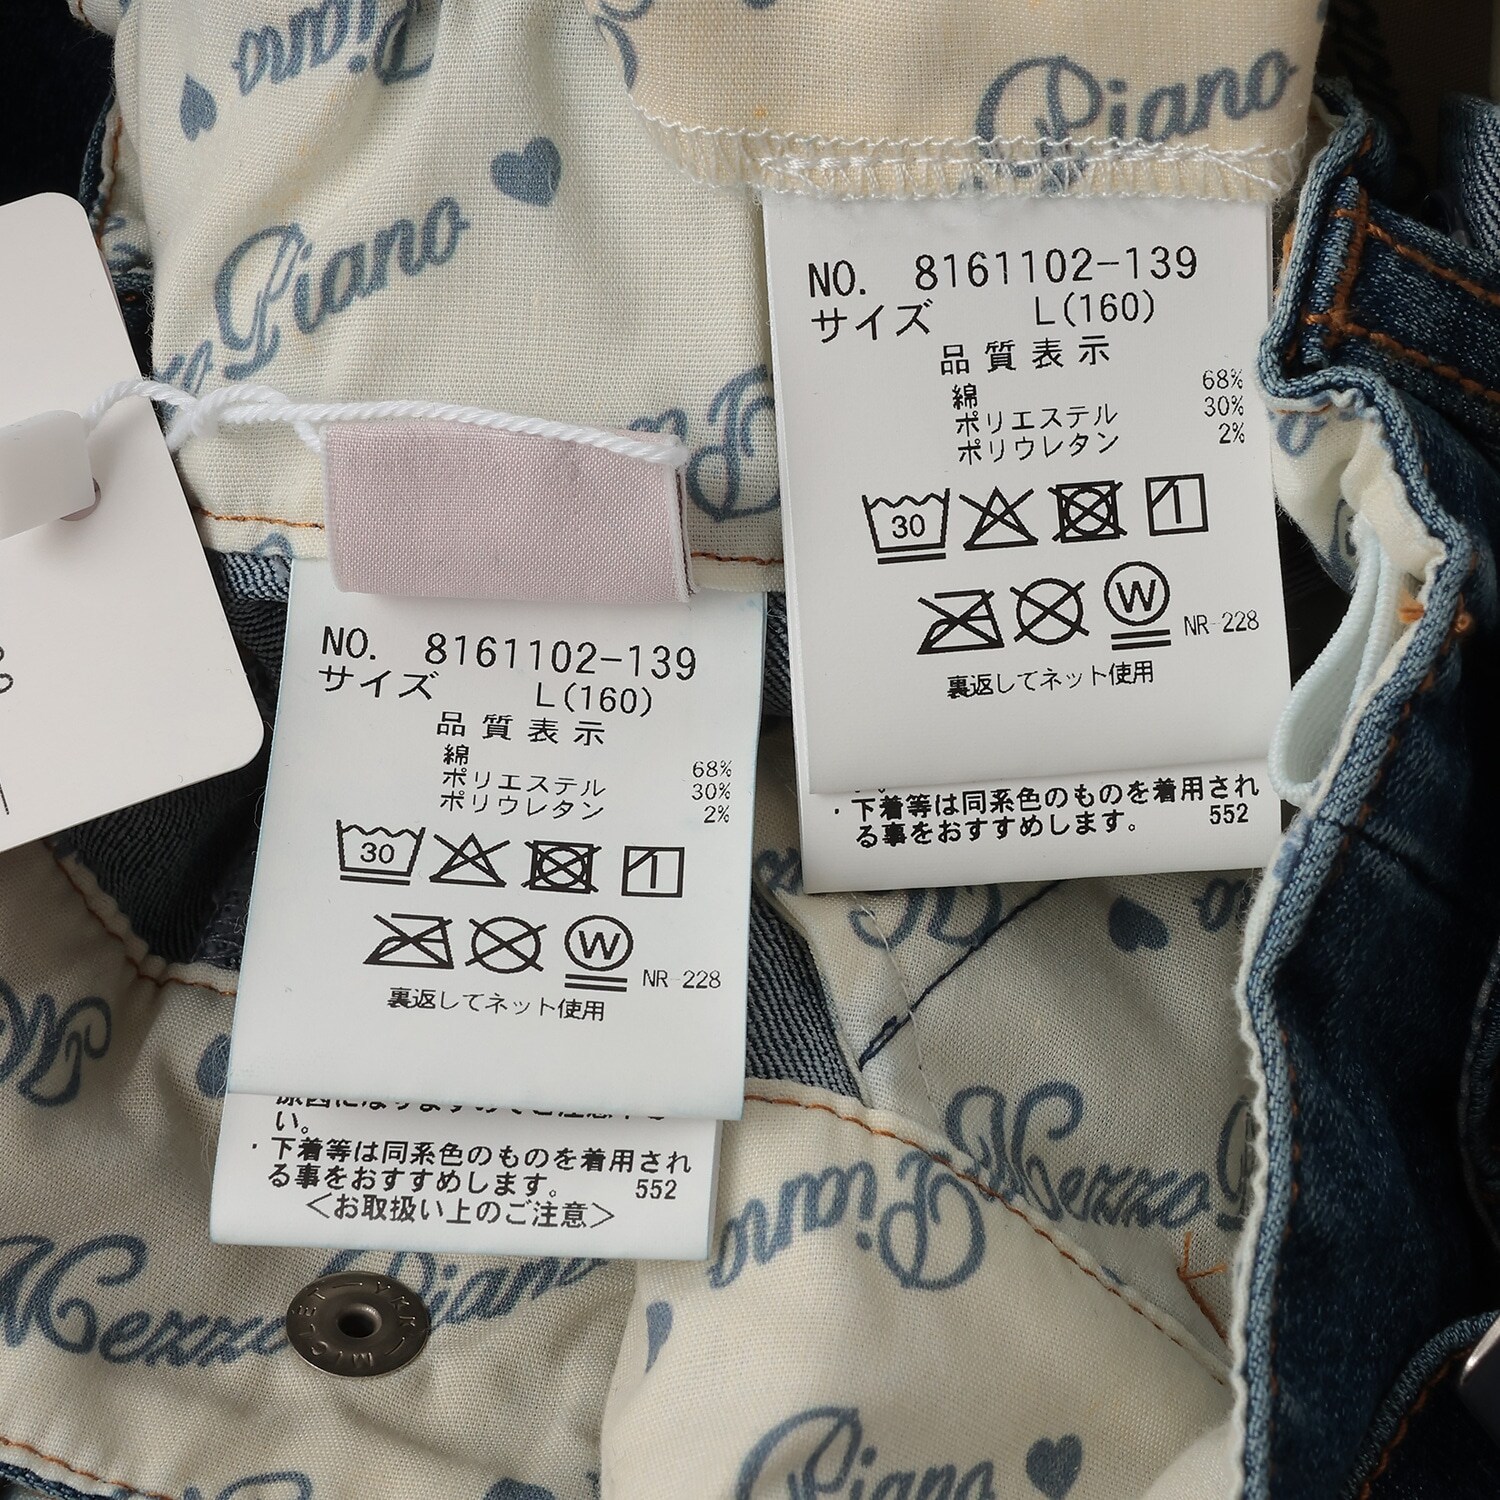 Piano
Piano
Piano
NO. 8161102-139
サイズ L(160)
品質表示
綿 68%
ポリエステル 30%
ポリウレタン 2%
30
W
NR-228
裏返してネット使用
・下着等は同系色のものを着用され
る事をおすすめします。 552
NO. 8161102-139
サイズ L(160)
品質表示
綿 68%
ポリエステル 30%
ポリウレタン 2%
30
W
NR-228
裏返してネット使用
い。
・下着等は同系色のものを着用され
る事をおすすめします。 552
<お取扱い上のご注意>
Mezzo
Piano
Mezzo Piano
Piano